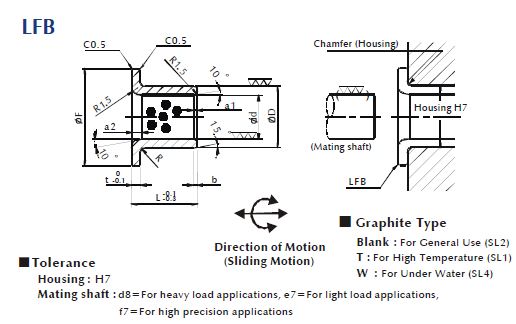 LFB
C0.5
C0.5
Chamfer (Housing)
R1,5
10°
R1.5
a1
ØF
Ød
ØD
a2
15°
10°
R
t 0 -0.1
b
L -0.1 -0.3
Housing H7
(Mating shaft)
LFB
Direction of Motion
(Sliding Motion)
■ Graphite Type
Blank : For General Use (SL2)
T : For High Temperature (SL1)
W : For Under Water (SL4)
■ Tolerance
Housing : H7
Mating shaft : d8=For heavy load applications, e7=For light load applications,
f7=For high precision applications